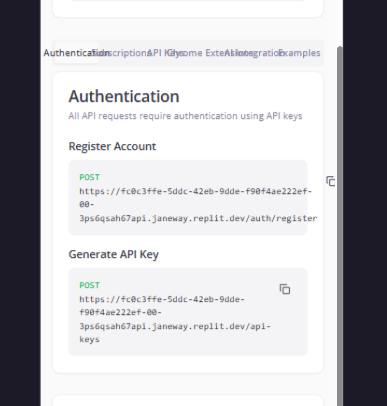 Authentication Subscriptions API Keys Chrome Extensions AI Integration Examples
Authentication
All API requests require authentication using API keys
Register Account
POST
https://fc0c3ffe-5ddc-42eb-9dde-f90f4ae222ef-
00-
3ps6qsah67api.janeway.replit.dev/auth/register
Generate API Key
POST
https://fc0c3ffe-5ddc-42eb-9dde-
f90f4ae222ef-00-
3ps6qsah67api.janeway.replit.dev/api-
keys